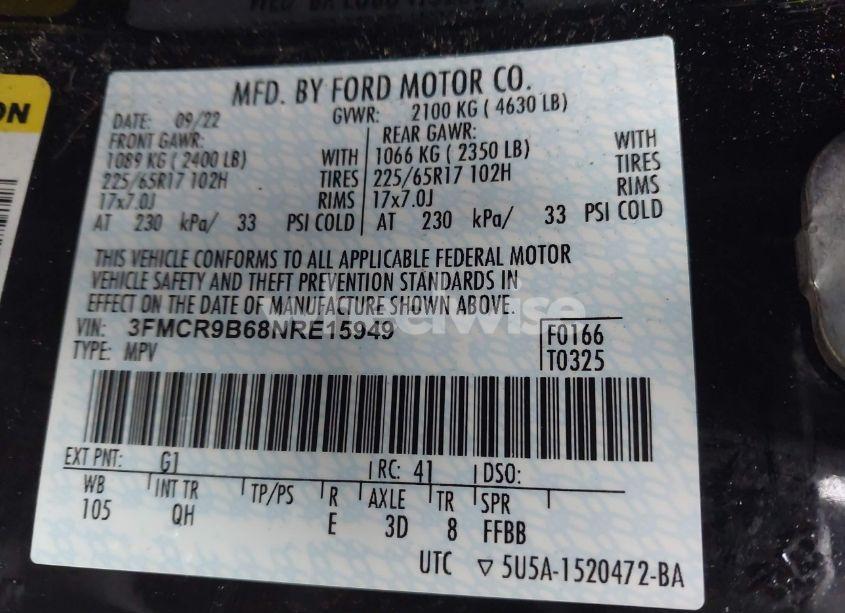 ON
MFD. BY FORD MOTOR CO.
DATE: 09/22 GVWR: 2100 KG ( 4630 LB)
FRONT GAWR: REAR GAWR:
1089 KG ( 2400 LB) WITH 1066 KG ( 2350 LB) WITH
225/65R17 102H TIRES 225/65R17 102H TIRES
17x7.0J RIMS 17x7.0J RIMS
AT 230 kPa/ 33 PSI COLD AT 230 kPa/ 33 PSI COLD
THIS VEHICLE CONFORMS TO ALL APPLICABLE FEDERAL MOTOR
VEHICLE SAFETY AND THEFT PREVENTION STANDARDS IN
EFFECT ON THE DATE OF MANUFACTURE SHOWN ABOVE.
VIN: 3FMCR9B68NRE15949 F0166
TYPE: MPV T0325
EXT PNT: G1 RC: 41 DSO:
WB INT TR TP/PS R AXLE TR SPR
105 QH E 3D 8 FFBB
UTC ▽ 5U5A-1520472-BA